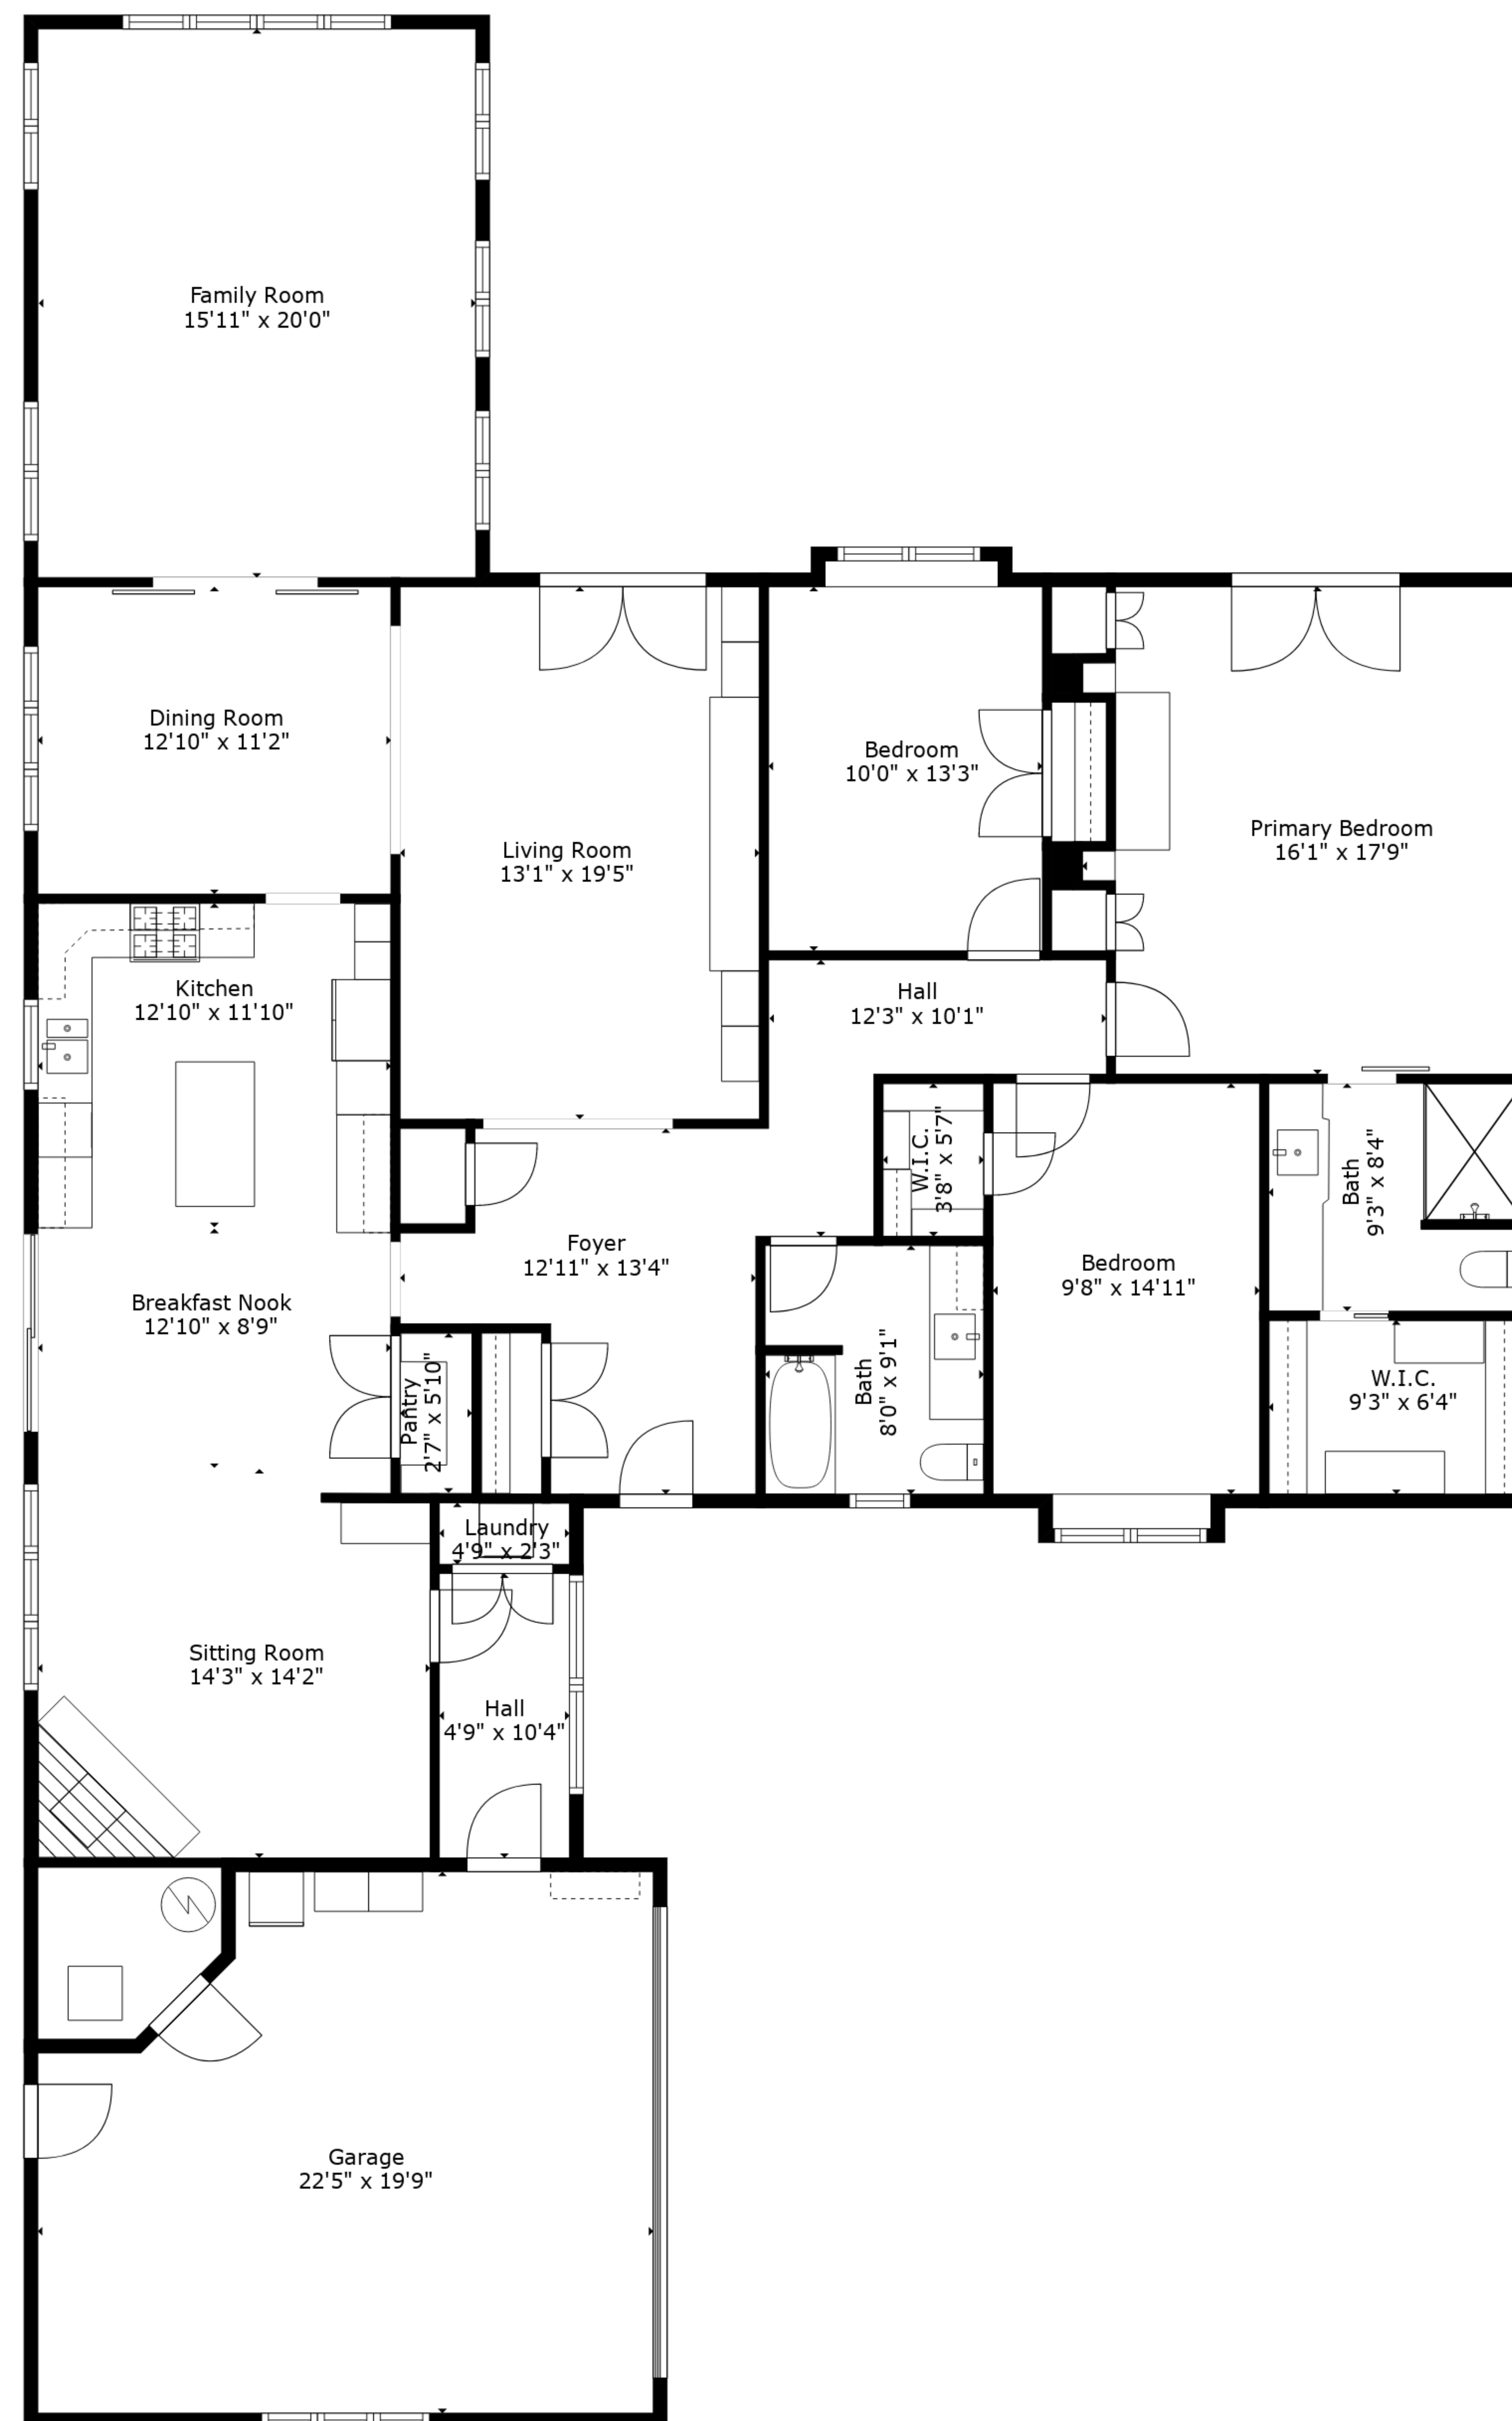 Family Room
15'11" x 20'0"
Dining Room
12'10" x 11'2"
Living Room
13'1" x 19'5"
Bedroom
10'0" x 13'3"
Primary Bedroom
16'1" x 17'9"
Kitchen
12'10" x 11'10"
Hall
12'3" x 10'1"
W.I.C.
3'8" x 5'7"
Bath
9'3" x 8'4"
Foyer
12'11" x 13'4"
Bedroom
9'8" x 14'11"
Breakfast Nook
12'10" x 8'9"
Pantry
2'7" x 5'10"
Bath
8'0" x 9'1"
W.I.C.
9'3" x 6'4"
Laundry
4'9" x 2'3"
Sitting Room
14'3" x 14'2"
Hall
4'9" x 10'4"
Garage
22'5" x 19'9"